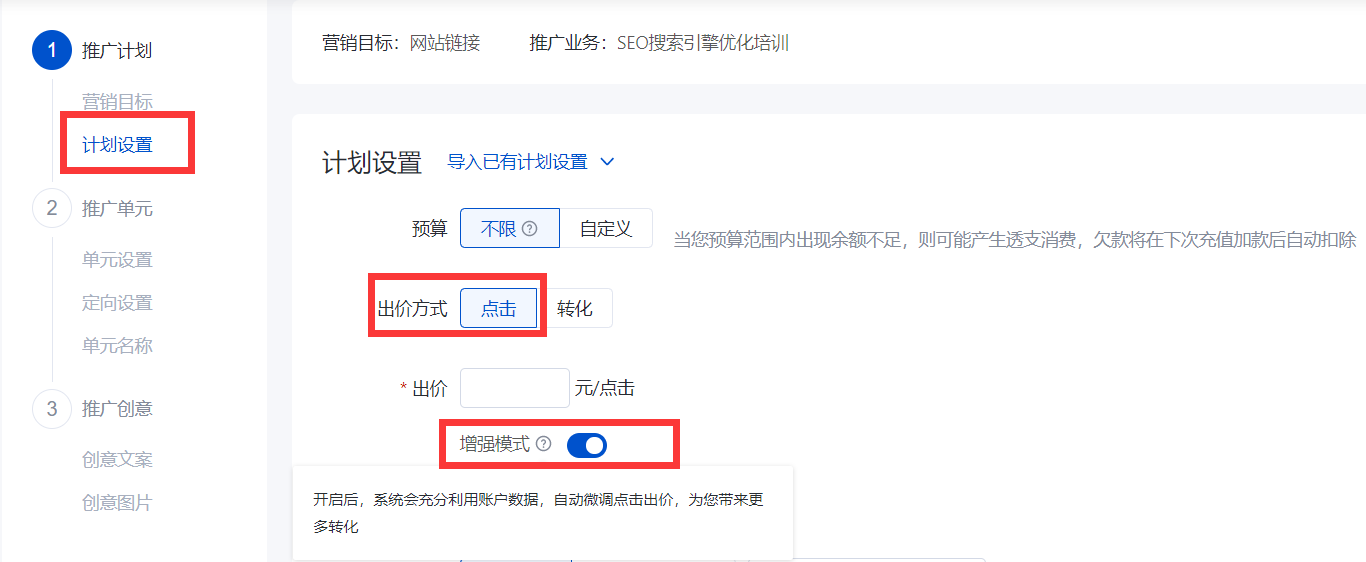 1 推广计划
营销目标
计划设置
2 推广单元
单元设置
定向设置
单元名称
3 推广创意
创意文案
创意图片
营销目标：网站链接 推广业务：SEO搜索引擎优化培训
计划设置 导入已有计划设置
预算 不限 ? 自定义 当您预算范围内出现余额不足，则可能产生透支消费，欠款将在下次充值加款后自动扣除
出价方式 点击 转化
* 出价 元/点击
增强模式 ?
开启后，系统会充分利用账户数据，自动微调点击出价，为您带来更
多转化